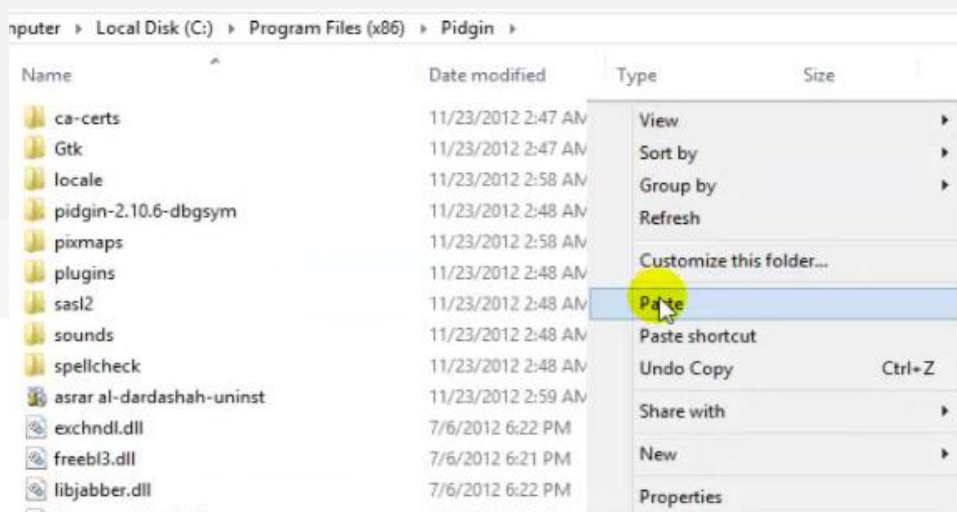 Local Disk (C:) Program Files (x86) Pidgin
Name Date modified Type Size
ca-certs 11/23/2012 2:47 AM
Gtk 11/23/2012 2:47 AM
locale 11/23/2012 2:58 AM
pidgin-2.10.6-dbgsym 11/23/2012 2:48 AM
pixmaps 11/23/2012 2:58 AM
plugins 11/23/2012 2:48 AM
sasl2 11/23/2012 2:48 AM
sounds 11/23/2012 2:48 AM
spellcheck 11/23/2012 2:48 AM
asrar al-dardashah-uninst 11/23/2012 2:59 AM
exchndl.dll 7/6/2012 6:22 PM
freebl3.dll 7/6/2012 6:21 PM
libjabber.dll 7/6/2012 6:22 PM
View
Sort by
Group by
Refresh
Customize this folder...
Paste
Paste shortcut
Undo Copy Ctrl+Z
Share with
New
Properties